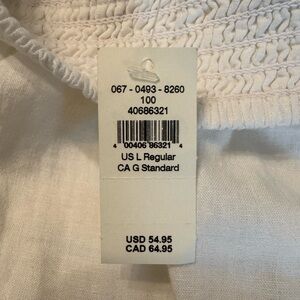 067 - 0493 - 8260
100
40686321
4 00406 86321 4
US L Regular
CA G Standard
USD 54.95
CAD 64.95